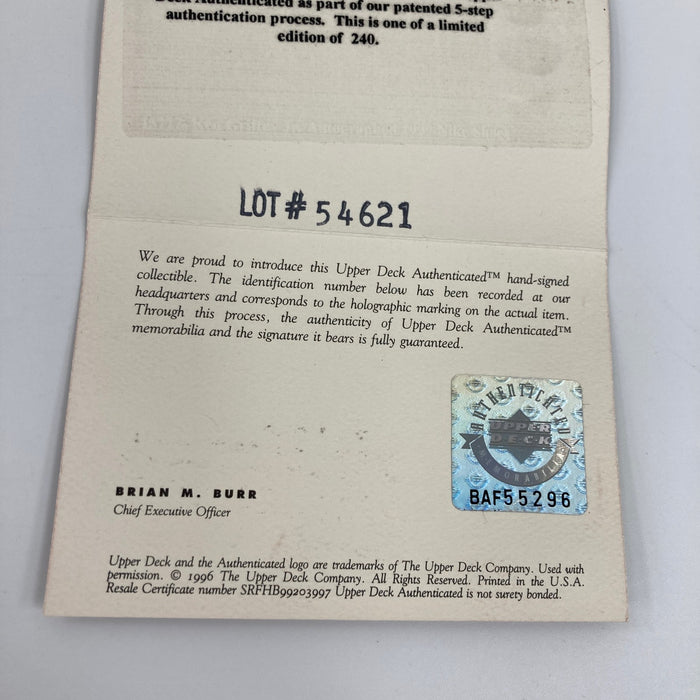 Deck Authenticated as part of our patented 5-step
authentication process. This is one of a limited
edition of 240.
LOT # 54621
We are proud to introduce this Upper Deck Authenticated™ hand-signed
collectible. The identification number below has been recorded at our
headquarters and corresponds to the holographic marking on the actual item.
Through this process, the authenticity of Upper Deck Authenticated™
memorabilia and the signature it bears is fully guaranteed.
AUTHENTICATED
UPPER
DECK
MEMORABILIA
BAF55296
BRIAN M. BURR
Chief Executive Officer
Upper Deck and the Authenticated logo are trademarks of The Upper Deck Company. Used with
permission. © 1996 The Upper Deck Company. All Rights Reserved. Printed in the U.S.A.
Resale Certificate number SRFHB99203997 Upper Deck Authenticated is not surety bonded.